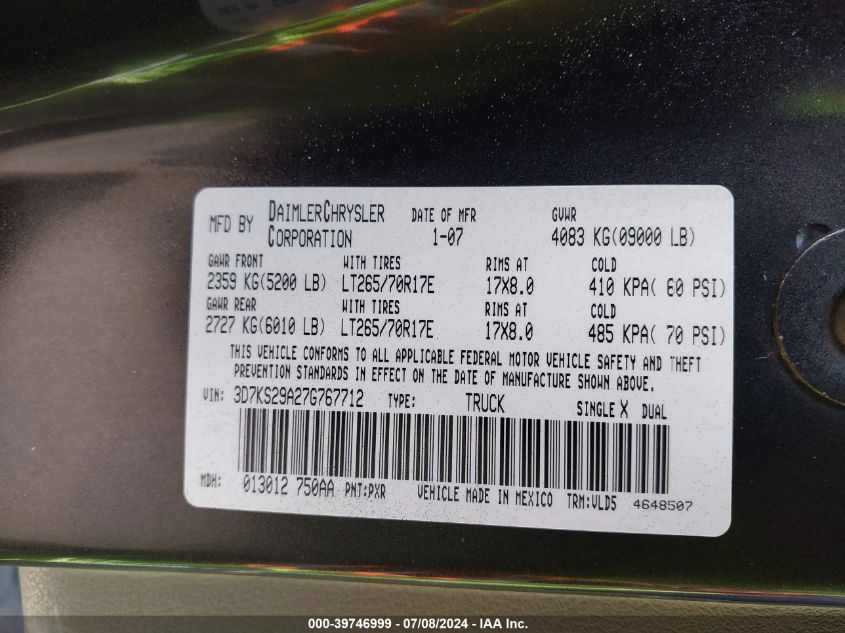 MFD BY DAIMLERCHRYSLER CORPORATION
DATE OF MFR
1-07
GVWR
4083 KG(09000 LB)
GAWR FRONT WITH TIRES RIMS AT COLD
2359 KG(5200 LB) LT265/70R17E 17X8.0 410 KPA( 60 PSI)
GAWR REAR WITH TIRES RIMS AT COLD
2727 KG(6010 LB) LT265/70R17E 17X8.0 485 KPA( 70 PSI)
THIS VEHICLE CONFORMS TO ALL APPLICABLE FEDERAL MOTOR VEHICLE SAFETY AND THEFT
PREVENTION STANDARDS IN EFFECT ON THE DATE OF MANUFACTURE SHOWN ABOVE.
VIN: 3D7KS29A27G767712 TYPE: TRUCK SINGLE X DUAL
MDH: 013012 750AA PNT:PXR VEHICLE MADE IN MEXICO TRM:VLD5 4648507
000-39746999 - 07/08/2024 - IAA Inc.